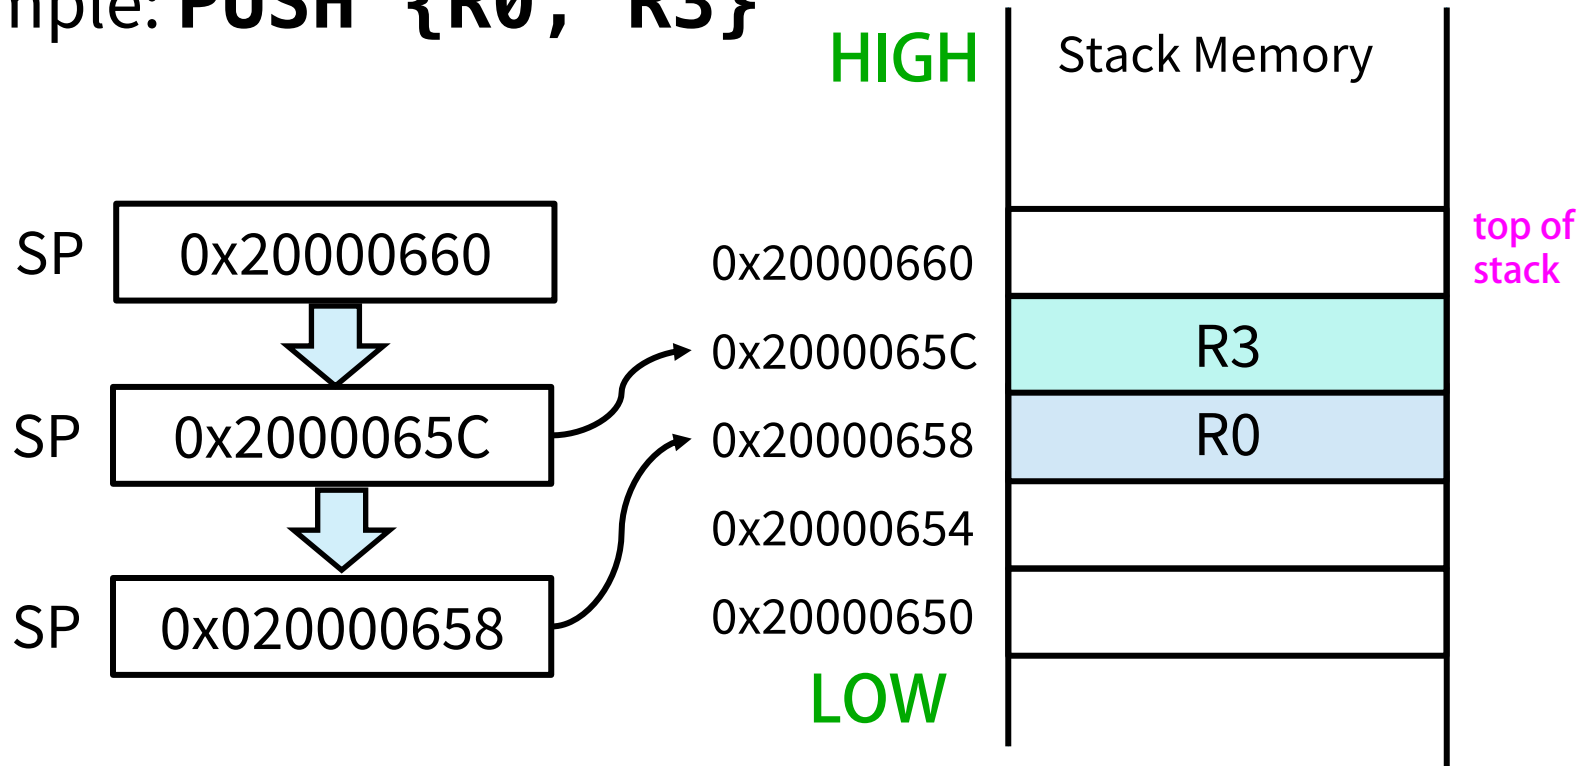 mple: PUSH {R0, R3}
HIGH
Stack Memory
SP
0x20000660
0x20000660
top of
stack
0x2000065C
R3
SP
0x2000065C
0x20000658
R0
0x20000654
SP
0x020000658
0x20000650
LOW